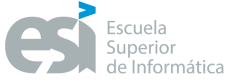 esi
Escuela
Superior
de Informática